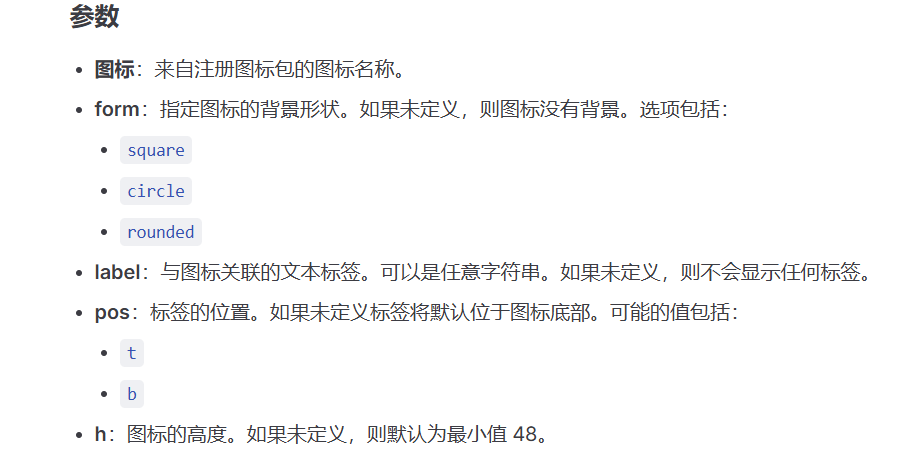 参数
图标：来自注册图标包的图标名称。
form：指定图标的背景形状。如果未定义，则图标没有背景。选项包括：
square
circle
rounded
label：与图标关联的文本标签。可以是任意字符串。如果未定义，则不会显示任何标签。
pos：标签的位置。如果未定义标签将默认位于图标底部。可能的值包括：
t
b
h：图标的高度。如果未定义，则默认为最小值 48。